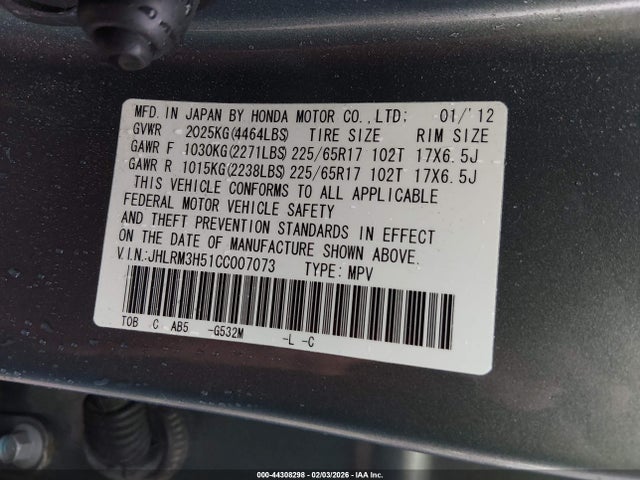 MFD. IN JAPAN BY HONDA MOTOR CO., LTD; 01/'12
GVWR 2025KG(4464LBS) TIRE SIZE RIM SIZE
GAWR F 1030KG(2271LBS) 225/65R17 102T 17X6.5J
GAWR R 1015KG(2238LBS) 225/65R17 102T 17X6.5J
THIS VEHICLE CONFORMS TO ALL APPLICABLE
FEDERAL MOTOR VEHICLE SAFETY
AND THEFT PREVENTION STANDARDS IN EFFECT
ON THE DATE OF MANUFACTURE SHOWN ABOVE.
V.I.N.:JHLRM3H51CC007073 TYPE: MPV
TOB C AB5 -G532M -L -C
000-44308298 - 02/03/2026 - IAA Inc.